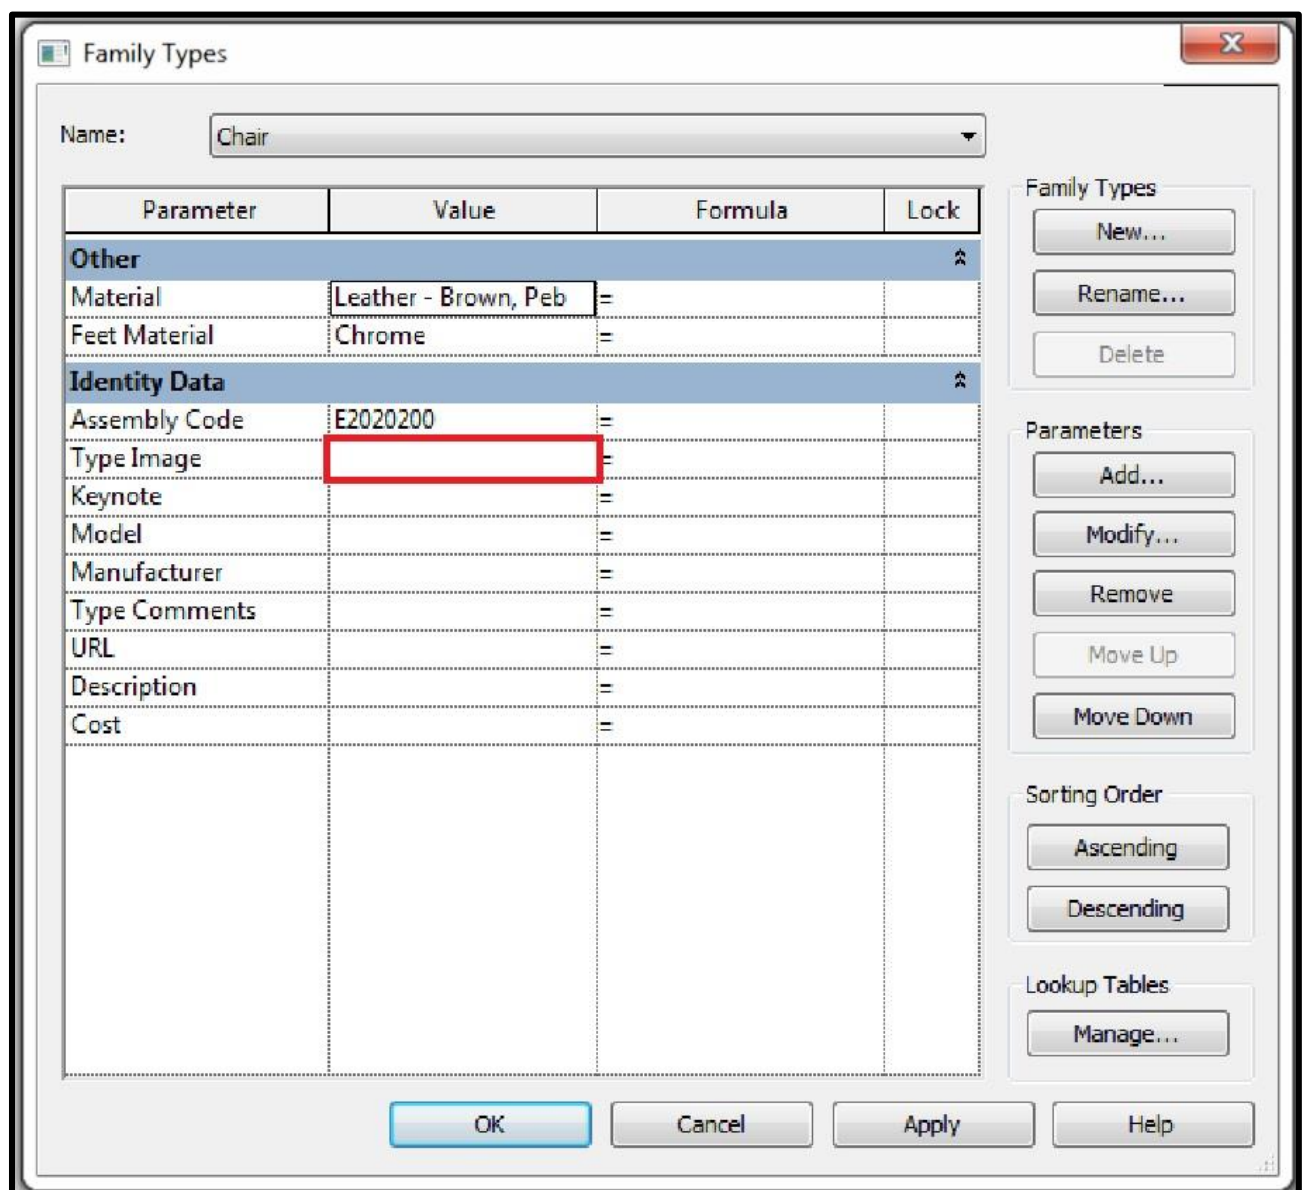 Family Types
Name: Chair
Parameter Value Formula Lock
Other
Material Leather - Brown, Peb =
Feet Material Chrome =
Identity Data
Assembly Code E2020200 =
Type Image =
Keynote =
Model =
Manufacturer =
Type Comments =
URL =
Description =
Cost =
Family Types
New...
Rename...
Delete
Parameters
Add...
Modify...
Remove
Move Up
Move Down
Sorting Order
Ascending
Descending
Lookup Tables
Manage...
OK Cancel Apply Help